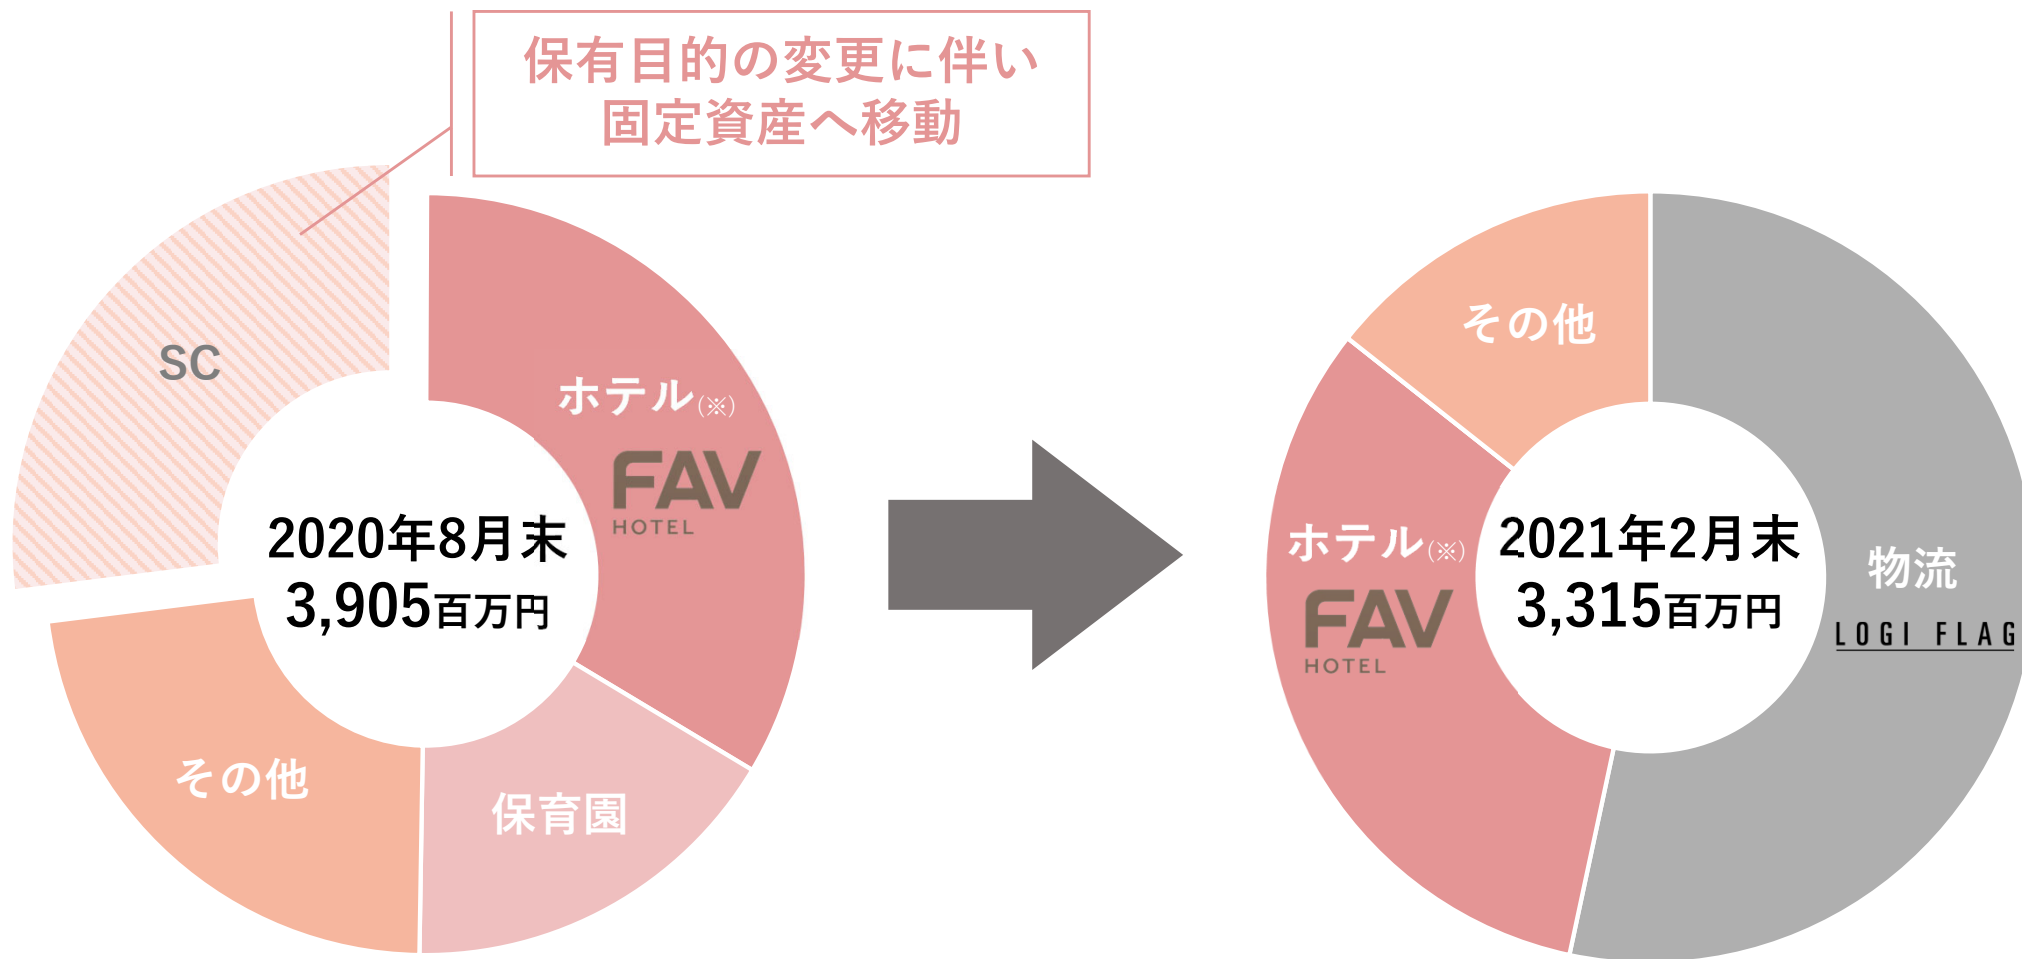 保有目的の変更に伴い
固定資産へ移動
SC
ホテル(※)
FAV
HOTEL
2020年8月末
3,905百万円
その他
保育園
その他
ホテル(※)
FAV
HOTEL
2021年2月末
3,315百万円
物流
LOGI FLAG